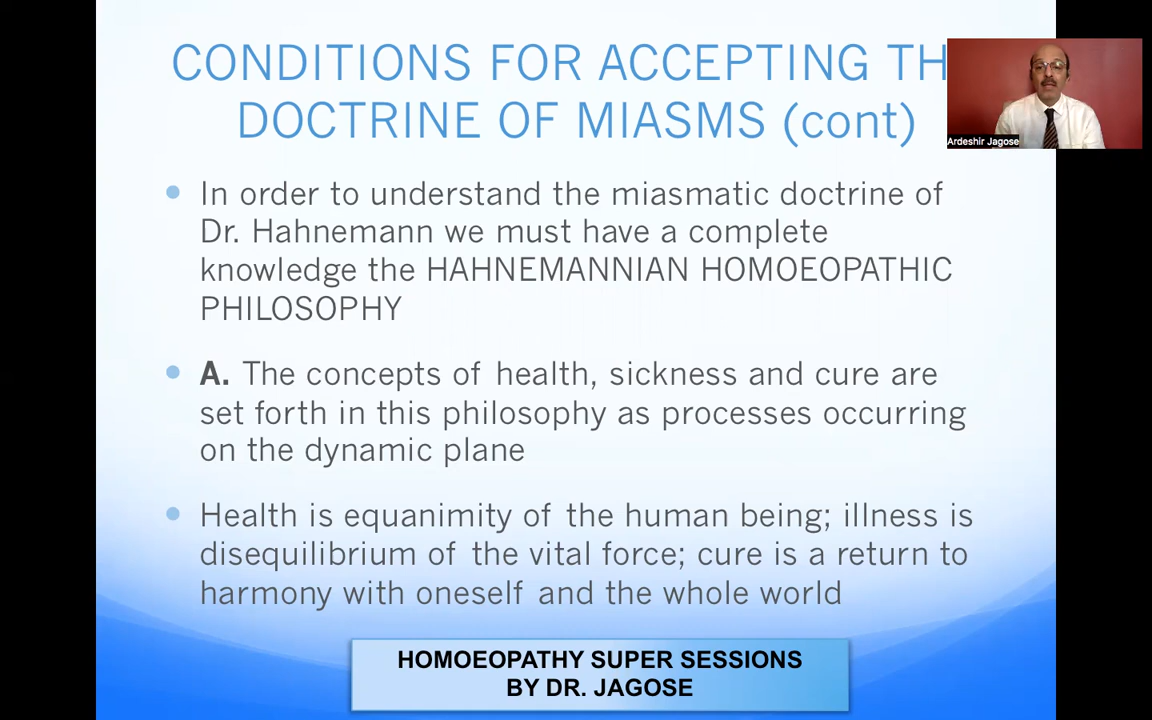 CONDITIONS FOR ACCEPTING TH
DOCTRINE OF MIASMS (cont)
Ardeshir Jagose
In order to understand the miasmatic doctrine of
Dr. Hahnemann we must have a complete
knowledge the HAHNEMANNIAN HOMOEOPATHIC
PHILOSOPHY
A. The concepts of health, sickness and cure are
set forth in this philosophy as processes occurring
on the dynamic plane
Health is equanimity of the human being; illness is
disequilibrium of the vital force; cure is a return to
harmony with oneself and the whole world
HOMOEOPATHY SUPER SESSIONS
BY DR. JAGOSE